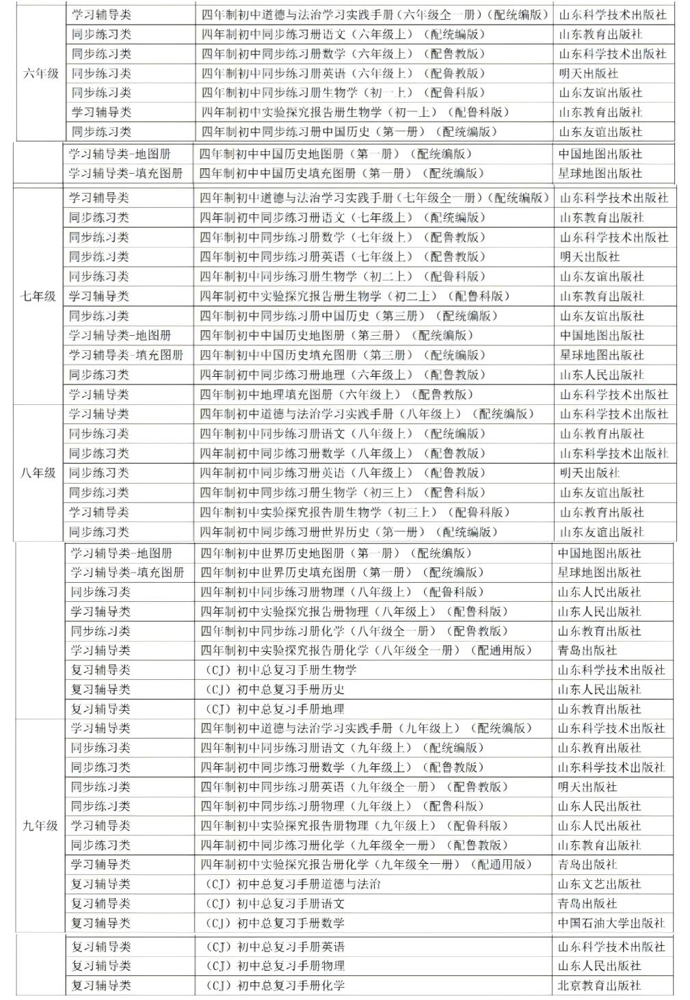 学习辅导类 四年制初中道德与法治学习实践手册（六年级全一册）（配统编版） 山东科学技术出版社
同步练习类 四年制初中同步练习册语文（六年级上）（配统编版） 山东教育出版社
同步练习类 四年制初中同步练习册数学（六年级上）（配鲁教版） 山东科学技术出版社
六年级 同步练习类 四年制初中同步练习册英语（六年级上）（配鲁教版） 明天出版社
同步练习类 四年制初中同步练习册生物学（初一上）（配鲁科版） 山东友谊出版社
学习辅导类 四年制初中实验探究报告册生物学（初一上）（配鲁科版） 山东教育出版社
同步练习类 四年制初中同步练习册中国历史（第一册）（配统编版） 山东友谊出版社
学习辅导类-地图册 四年制初中中国历史地图册（第一册）（配统编版） 中国地图出版社
学习辅导类-填充图册 四年制初中中国历史填充图册（第一册）（配统编版） 星球地图出版社
学习辅导类 四年制初中道德与法治学习实践手册（七年级全一册）（配统编版） 山东科学技术出版社
同步练习类 四年制初中同步练习册语文（七年级上）（配统编版） 山东教育出版社
同步练习类 四年制初中同步练习册数学（七年级上）（配鲁教版） 山东科学技术出版社
同步练习类 四年制初中同步练习册英语（七年级上）（配鲁教版） 明天出版社
同步练习类 四年制初中同步练习册生物学（初二上）（配鲁科版） 山东友谊出版社
七年级 学习辅导类 四年制初中实验探究报告册生物学（初二上）（配鲁科版） 山东教育出版社
同步练习类 四年制初中同步练习册中国历史（第三册）（配统编版） 山东友谊出版社
学习辅导类-地图册 四年制初中中国历史地图册（第三册）（配统编版） 中国地图出版社
学习辅导类-填充图册 四年制初中中国历史填充图册（第三册）（配统编版） 星球地图出版社
同步练习类 四年制初中同步练习册地理（六年级上）（配鲁教版） 山东人民出版社
学习辅导类 四年制初中地理填充图册（六年级上）（配鲁教版） 山东科学技术出版社
学习辅导类 四年制初中道德与法治学习实践手册（八年级上）（配统编版） 山东科学技术出版社
同步练习类 四年制初中同步练习册语文（八年级上）（配统编版） 山东教育出版社
同步练习类 四年制初中同步练习册数学（八年级上）（配鲁教版） 山东科学技术出版社
八年级 同步练习类 四年制初中同步练习册英语（八年级上）（配鲁教版） 明天出版社
同步练习类 四年制初中同步练习册生物学（初三上）（配鲁科版） 山东友谊出版社
学习辅导类 四年制初中实验探究报告册生物学（初三上）（配鲁科版） 山东教育出版社
同步练习类 四年制初中同步练习册世界历史（第一册）（配统编版） 山东友谊出版社
学习辅导类-地图册 四年制初中世界历史地图册（第一册）（配统编版） 中国地图出版社
学习辅导类-填充图册 四年制初中世界历史填充图册（第一册）（配统编版） 星球地图出版社
同步练习类 四年制初中同步练习册物理（八年级上）（配鲁科版） 山东人民出版社
学习辅导类 四年制初中实验探究报告册物理（八年级上）（配鲁科版） 山东人民出版社
同步练习类 四年制初中同步练习册化学（八年级全一册）（配鲁教版） 山东教育出版社
学习辅导类 四年制初中实验探究报告册化学（八年级全一册）（配通用版） 青岛出版社
复习辅导类 （CJ）初中总复习手册生物学 山东科学技术出版社
复习辅导类 （CJ）初中总复习手册历史 山东人民出版社
复习辅导类 （CJ）初中总复习手册地理 山东教育出版社
学习辅导类 四年制初中道德与法治学习实践手册（九年级上）（配统编版） 山东科学技术出版社
同步练习类 四年制初中同步练习册语文（九年级上）（配统编版） 山东教育出版社
同步练习类 四年制初中同步练习册数学（九年级上）（配鲁教版） 山东科学技术出版社
同步练习类 四年制初中同步练习册英语（九年级全一册）（配鲁教版） 明天出版社
同步练习类 四年制初中同步练习册物理（九年级上）（配鲁科版） 山东人民出版社
九年级 学习辅导类 四年制初中实验探究报告册物理（九年级上）（配鲁科版） 山东人民出版社
同步练习类 四年制初中同步练习册化学（九年级全一册）（配鲁教版） 山东教育出版社
学习辅导类 四年制初中实验探究报告册化学（九年级全一册）（配通用版） 青岛出版社
复习辅导类 （CJ）初中总复习手册道德与法治 山东文艺出版社
复习辅导类 （CJ）初中总复习手册语文 青岛出版社
复习辅导类 （CJ）初中总复习手册数学 中国石油大学出版社
复习辅导类 （CJ）初中总复习手册英语 山东科学技术出版社
复习辅导类 （CJ）初中总复习手册物理 山东人民出版社
复习辅导类 （CJ）初中总复习手册化学 北京教育出版社